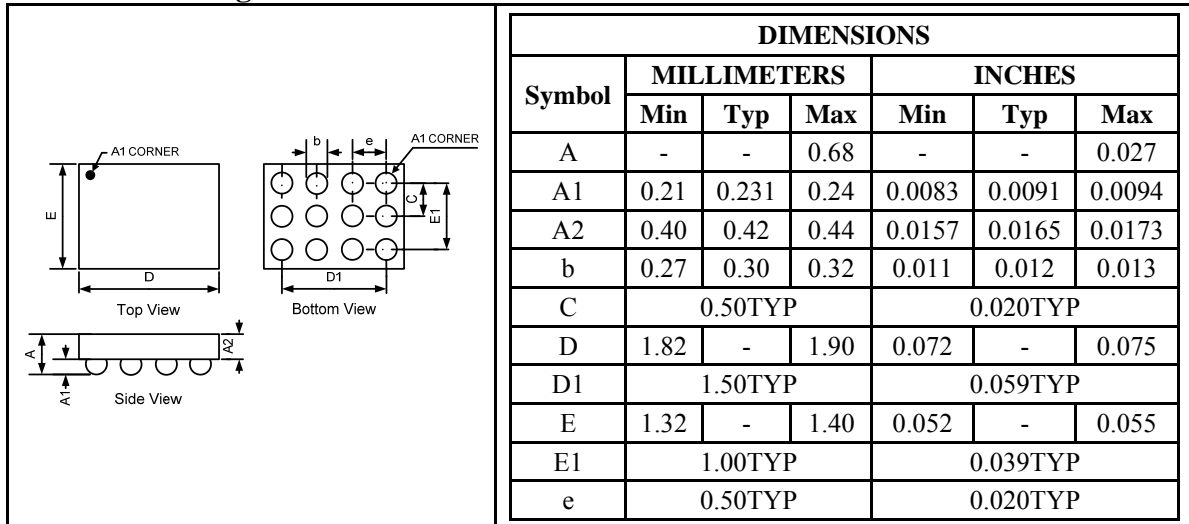 A1 CORNER
E
D
Top View
b
e
A1 CORNER
C
E1
D1
Bottom View
A
A1
A2
Side View
DIMENSIONS
Symbol MILLIMETERS INCHES
Min Typ Max Min Typ Max
A - - 0.68 - - 0.027
A1 0.21 0.231 0.24 0.0083 0.0091 0.0094
A2 0.40 0.42 0.44 0.0157 0.0165 0.0173
b 0.27 0.30 0.32 0.011 0.012 0.013
C 0.50TYP 0.020TYP
D 1.82 - 1.90 0.072 - 0.075
D1 1.50TYP 0.059TYP
E 1.32 - 1.40 0.052 - 0.055
E1 1.00TYP 0.039TYP
e 0.50TYP 0.020TYP